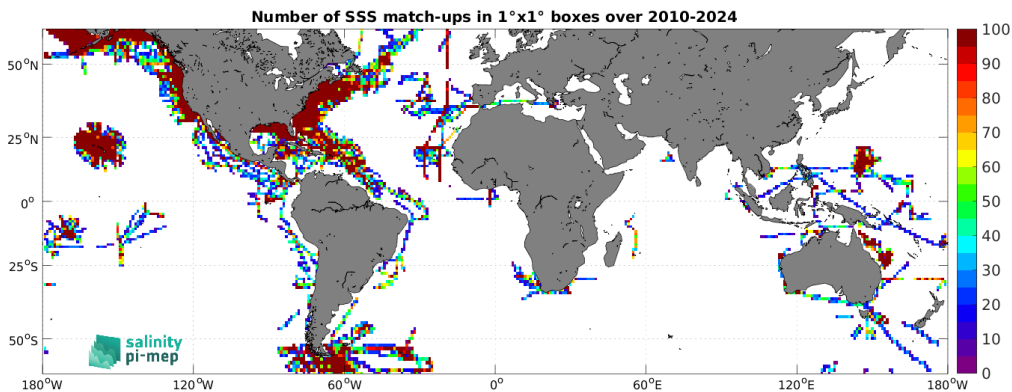 Number of SSS match-ups in 1°x1° boxes over 2010-2024
50°N
25°N
0°
25°S
50°S
180°W
120°W
60°W
0°
60°E
120°E
180°W
100
90
80
70
60
50
40
30
20
10
0
salinity
pi-mep